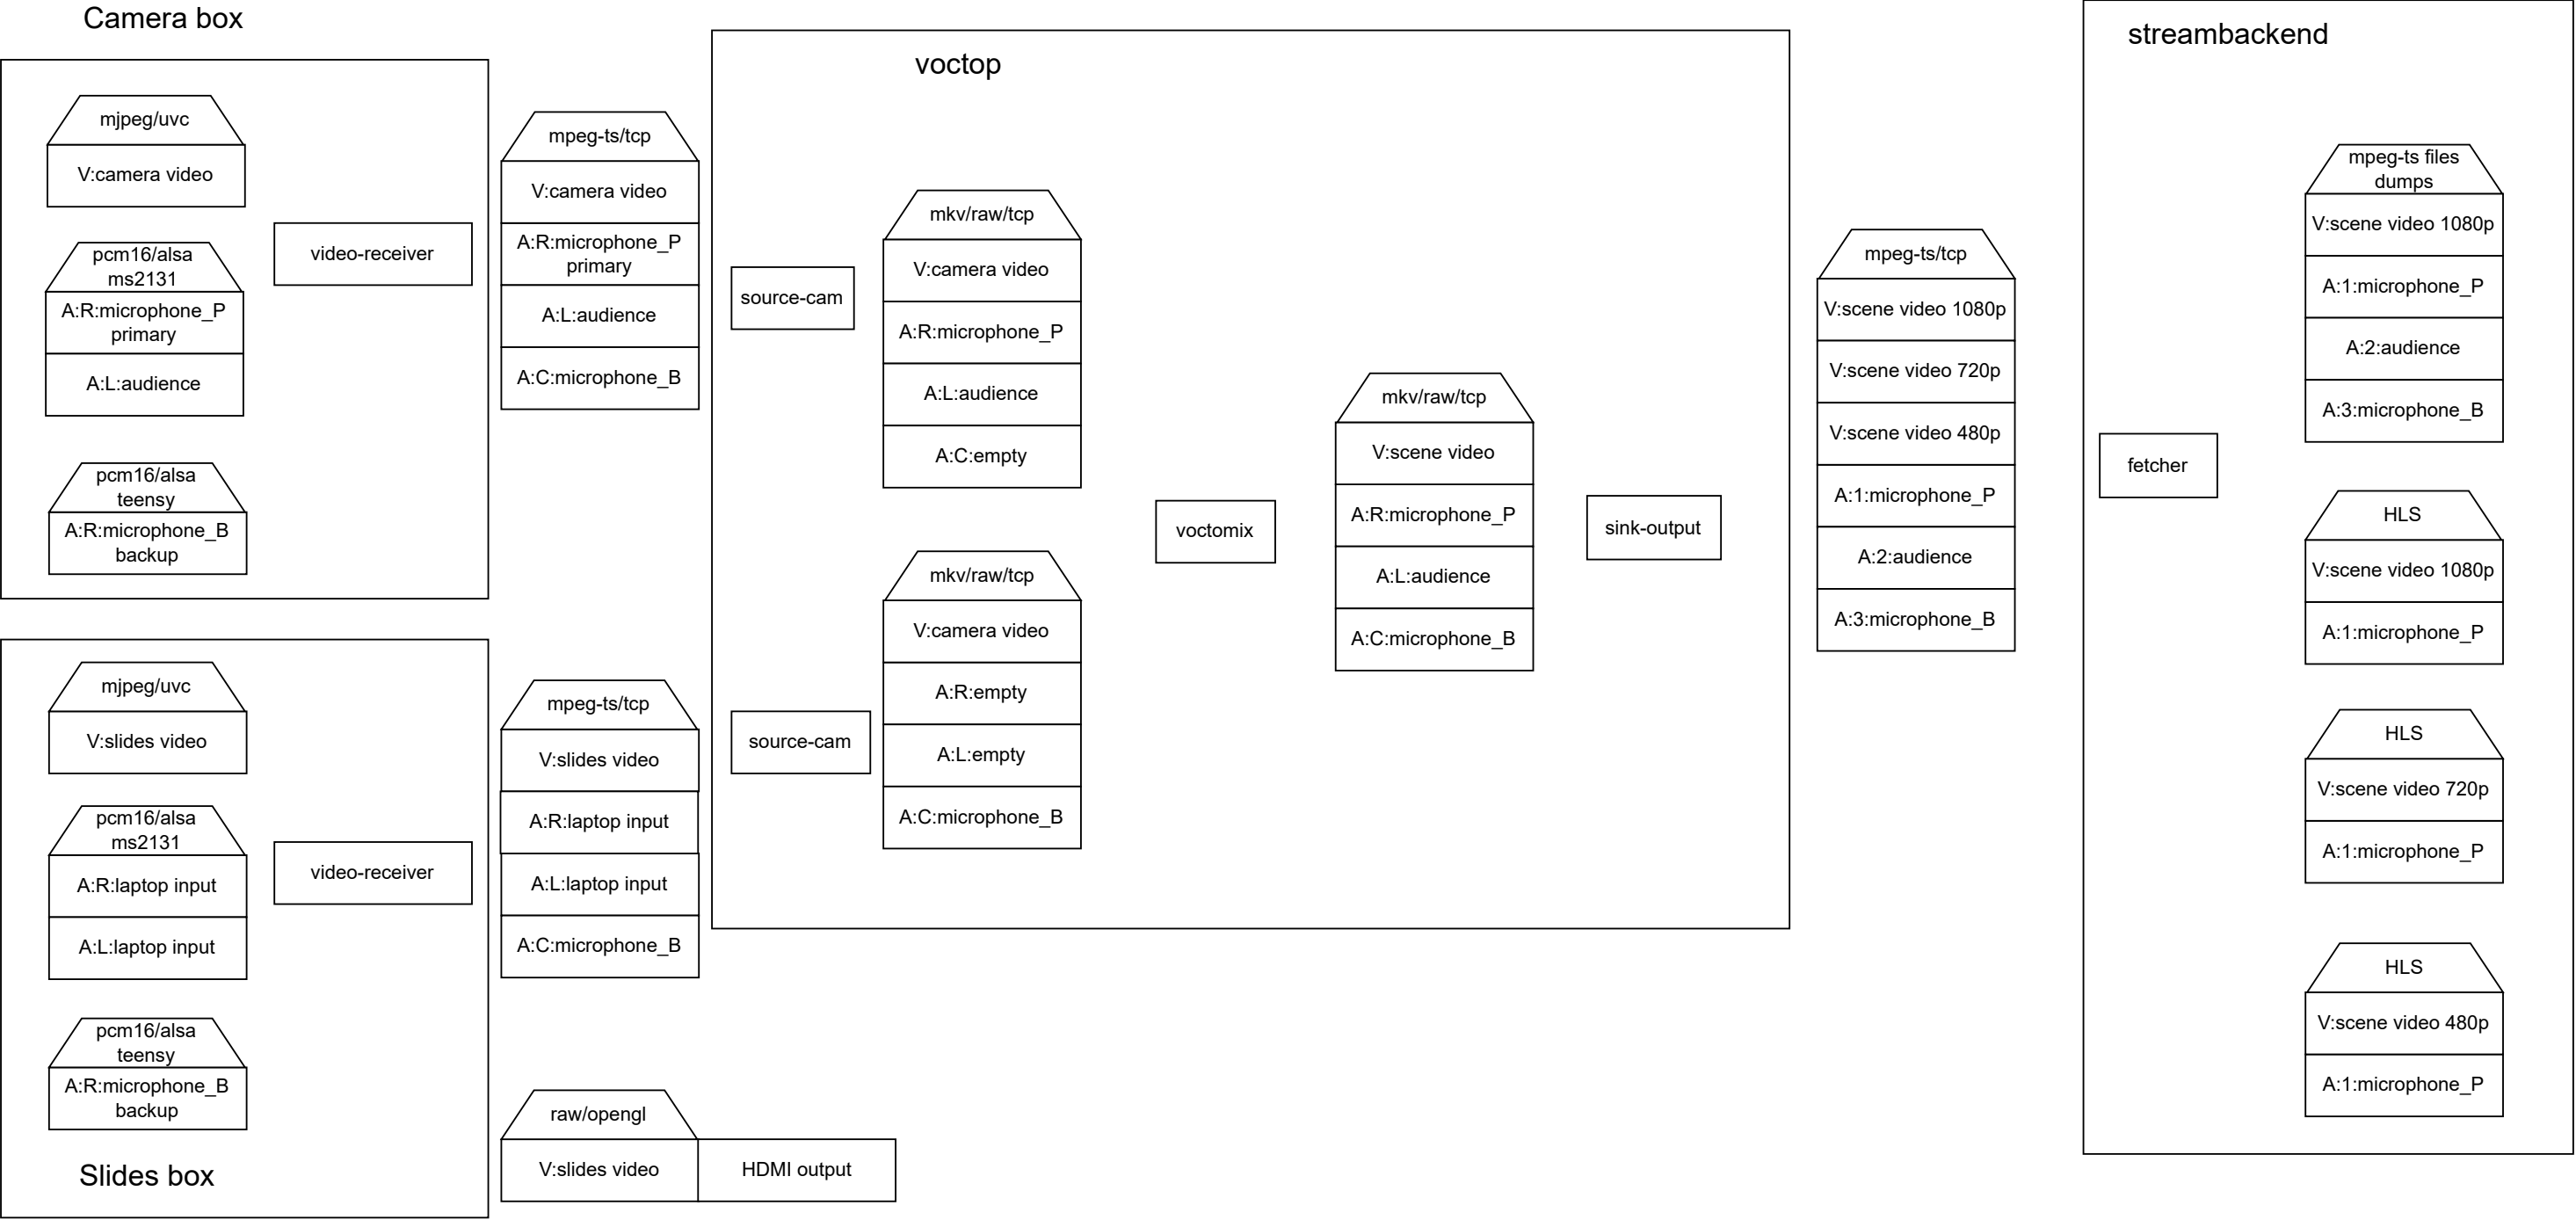 Camera box
mjpeg/uvc
V:camera video
pcm16/alsa
ms2131
A:R:microphone_P
primary
A:L:audience
pcm16/alsa
teensy
A:R:microphone_B
backup
video-receiver
mjpeg/uvc
V:slides video
pcm16/alsa
ms2131
A:R:laptop input
A:L:laptop input
pcm16/alsa
teensy
A:R:microphone_B
backup
video-receiver
Slides box
mpeg-ts/tcp
V:camera video
A:R:microphone_P
primary
A:L:audience
A:C:microphone_B
mpeg-ts/tcp
V:slides video
A:R:laptop input
A:L:laptop input
A:C:microphone_B
raw/opengl
V:slides video
HDMI output
voctop
source-cam
mkv/raw/tcp
V:camera video
A:R:microphone_P
A:L:audience
A:C:empty
source-cam
mkv/raw/tcp
V:camera video
A:R:empty
A:L:empty
A:C:microphone_B
voctomix
mkv/raw/tcp
V:scene video
A:R:microphone_P
A:L:audience
A:C:microphone_B
sink-output
mpeg-ts/tcp
V:scene video 1080p
V:scene video 720p
V:scene video 480p
A:1:microphone_P
A:2:audience
A:3:microphone_B
streambackend
fetcher
mpeg-ts files
dumps
V:scene video 1080p
A:1:microphone_P
A:2:audience
A:3:microphone_B
HLS
V:scene video 1080p
A:1:microphone_P
HLS
V:scene video 720p
A:1:microphone_P
HLS
V:scene video 480p
A:1:microphone_P